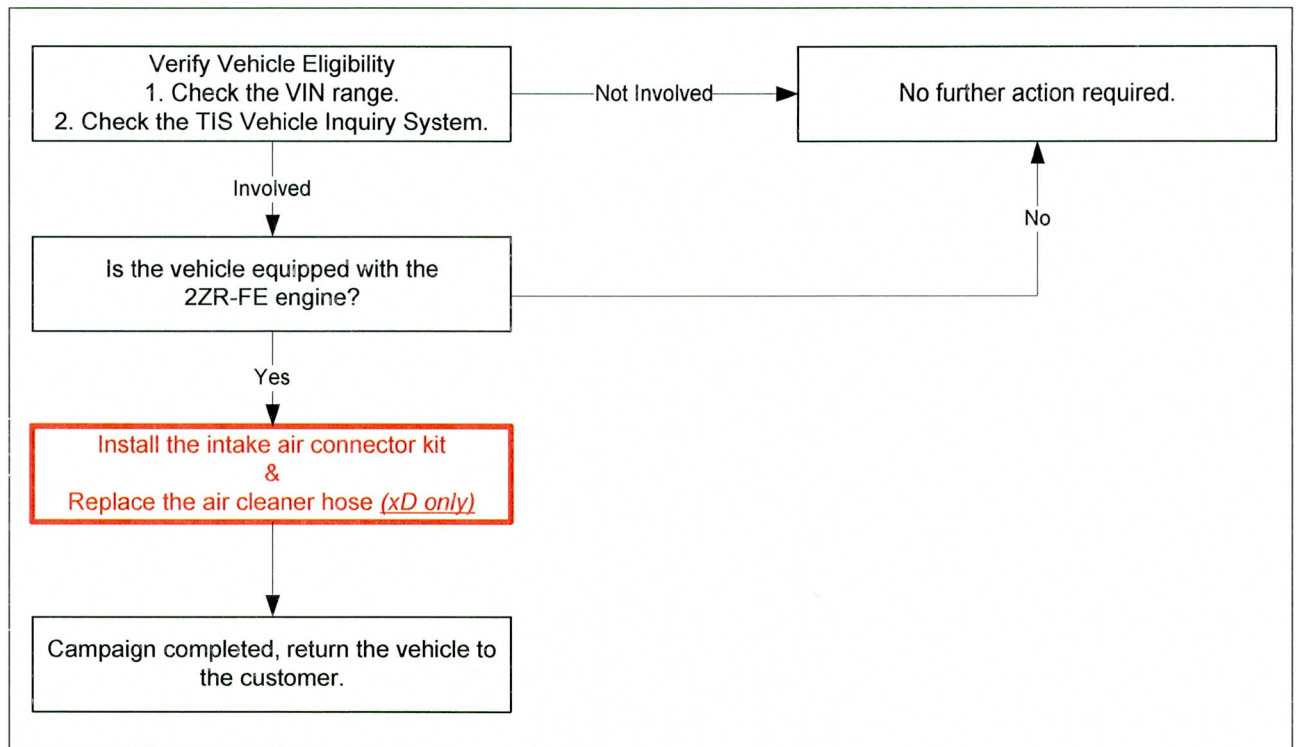 Verify Vehicle Eligibility
1. Check the VIN range.
2. Check the TIS Vehicle Inquiry System.
Not Involved
No further action required.
Involved
No
Is the vehicle equipped with the
2ZR-FE engine?
Yes
Install the intake air connector kit
&
Replace the air cleaner hose (xD only)
Campaign completed, return the vehicle to
the customer.